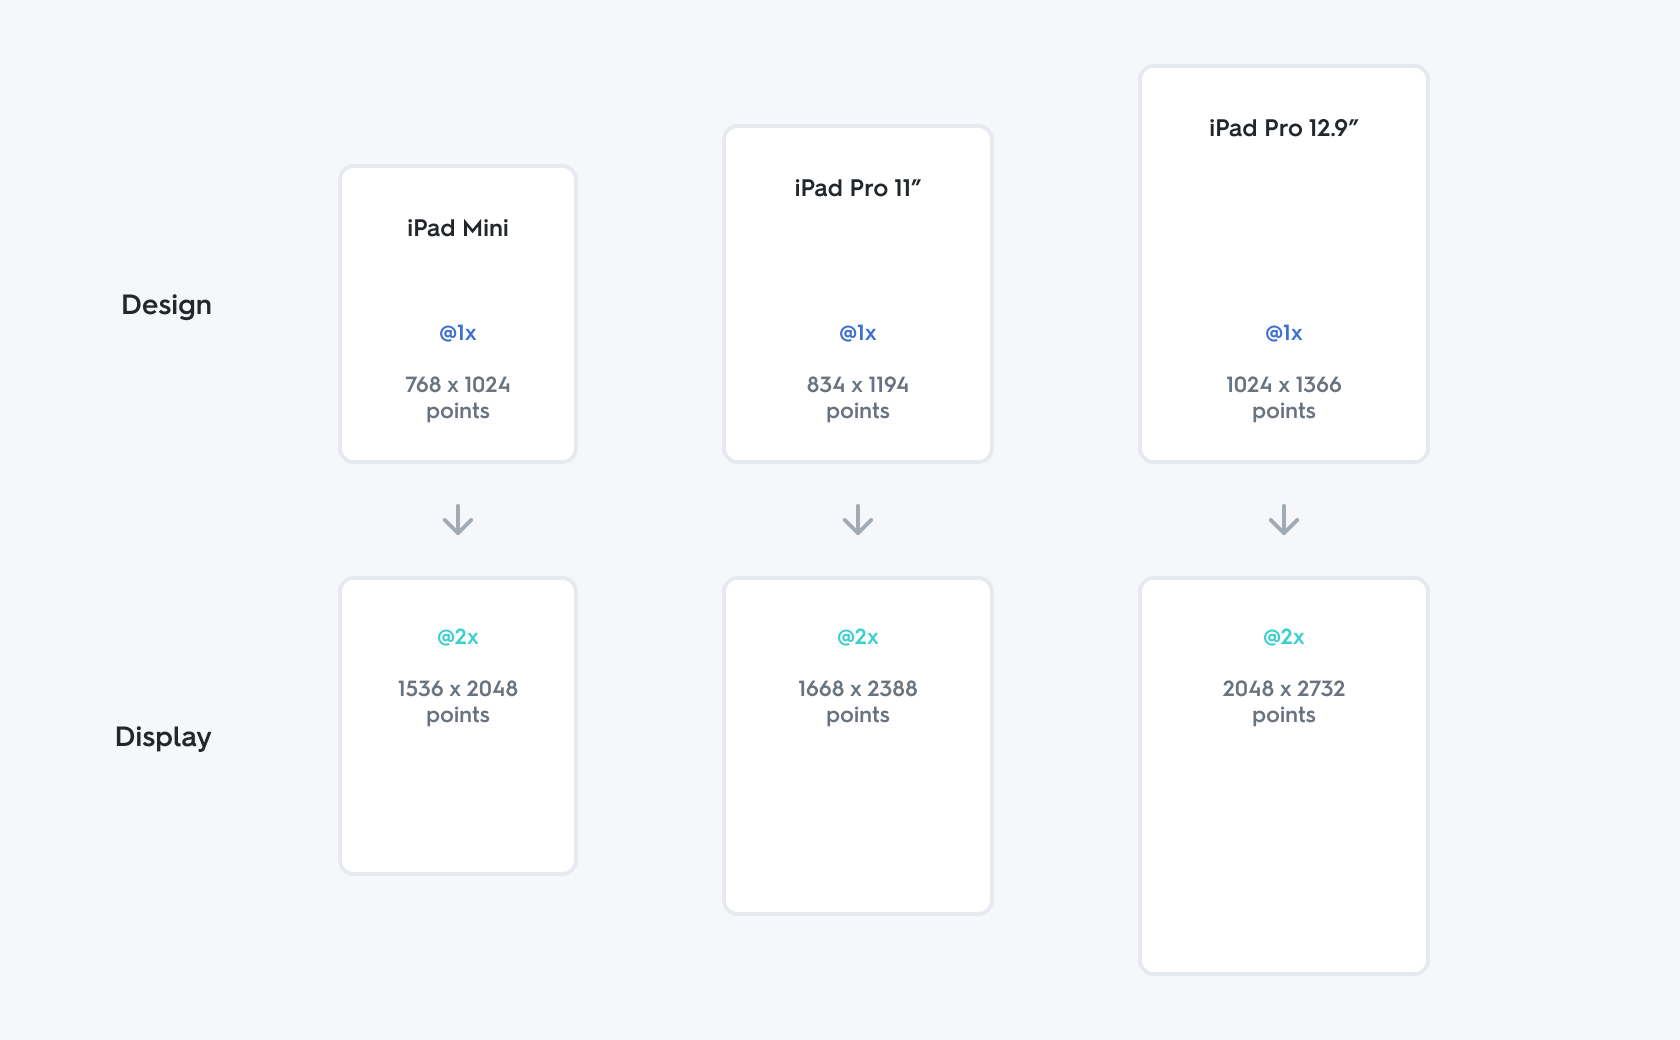 Design
iPad Mini
@1x
768 x 1024
points
iPad Pro 11″
@1x
834 x 1194
points
iPad Pro 12.9″
@1x
1024 x 1366
points
Display
@2x
1536 x 2048
points
@2x
1668 x 2388
points
@2x
2048 x 2732
points